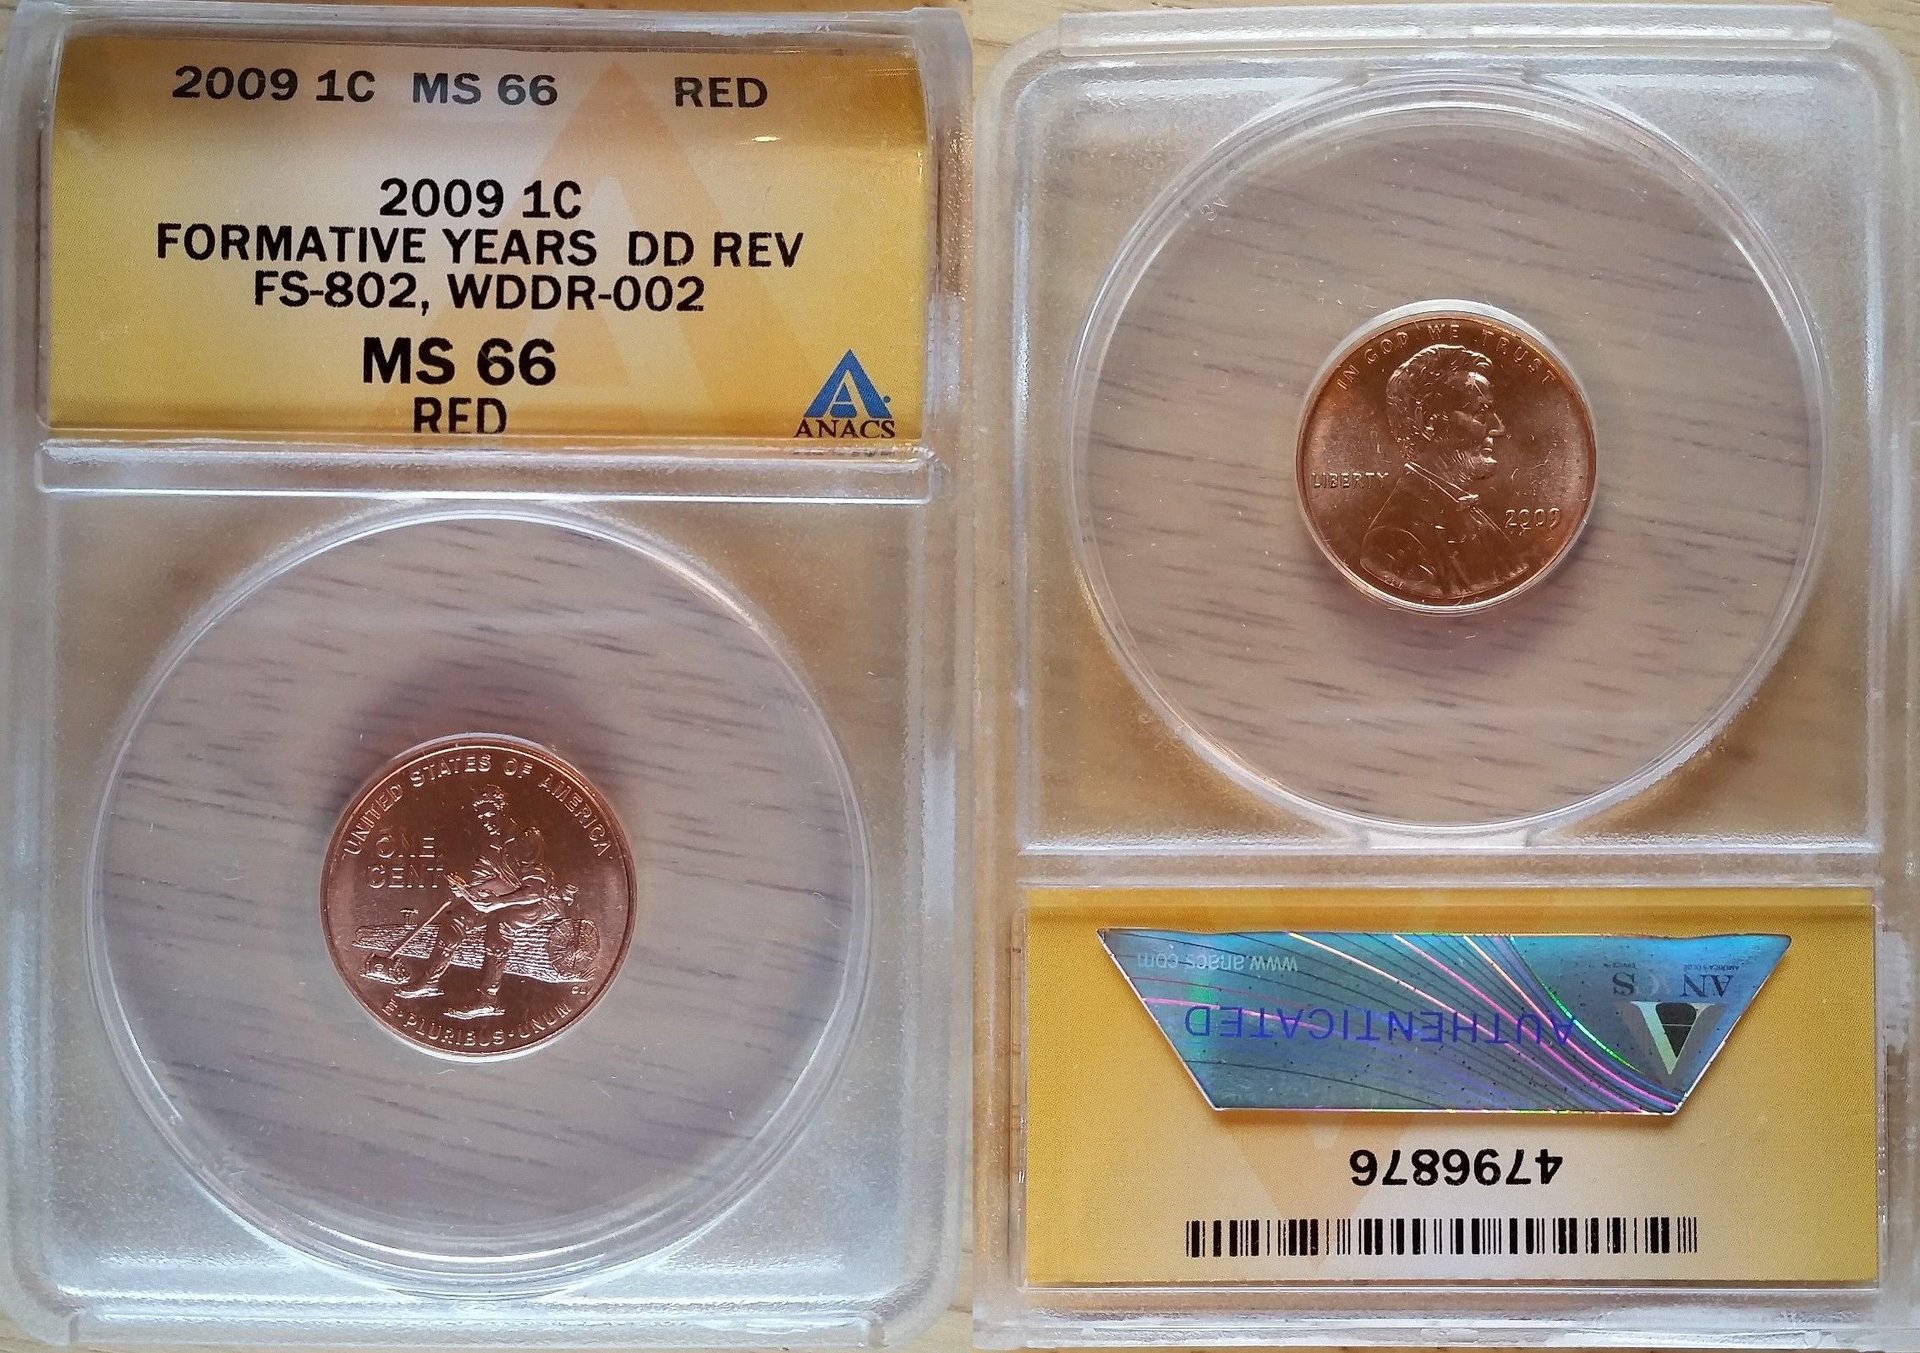 2009 1C MS 66 RED
2009 1C
FORMATIVE YEARS DD REV
FS-802, WDDR-002
MS 66
RED
ANACS
UNITED STATES OF AMERICA
ONE
CENT
E·PLURIBUS·UNUM
IN GOD WE TRUST
LIBERTY
2009
www.anacs.com
ANACS
AUTHENTICATED
4796876